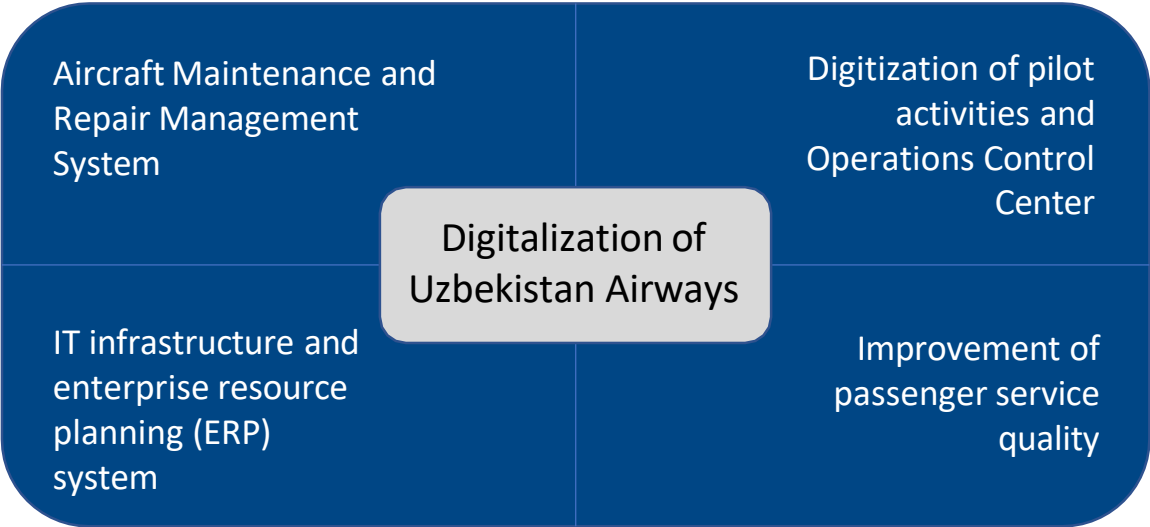 Aircraft Maintenance and
Repair Management
System
Digitization of pilot
activities and
Operations Control
Center
Digitalization of
Uzbekistan Airways
IT infrastructure and
enterprise resource
planning (ERP)
system
Improvement of
passenger service
quality